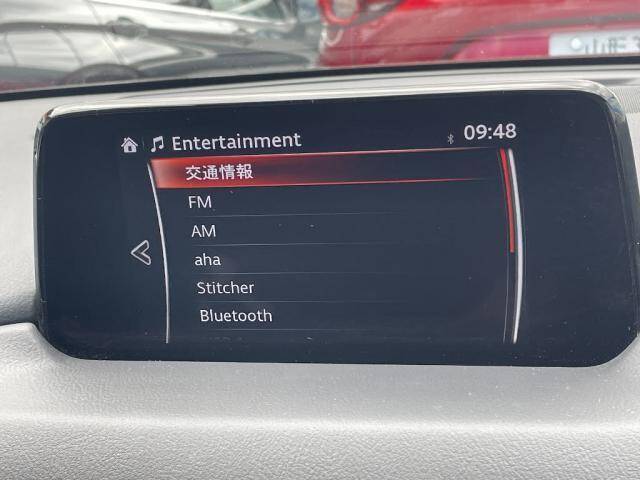 Entertainment
09:48
交通情報
FM
AM
aha
Stitcher
Bluetooth